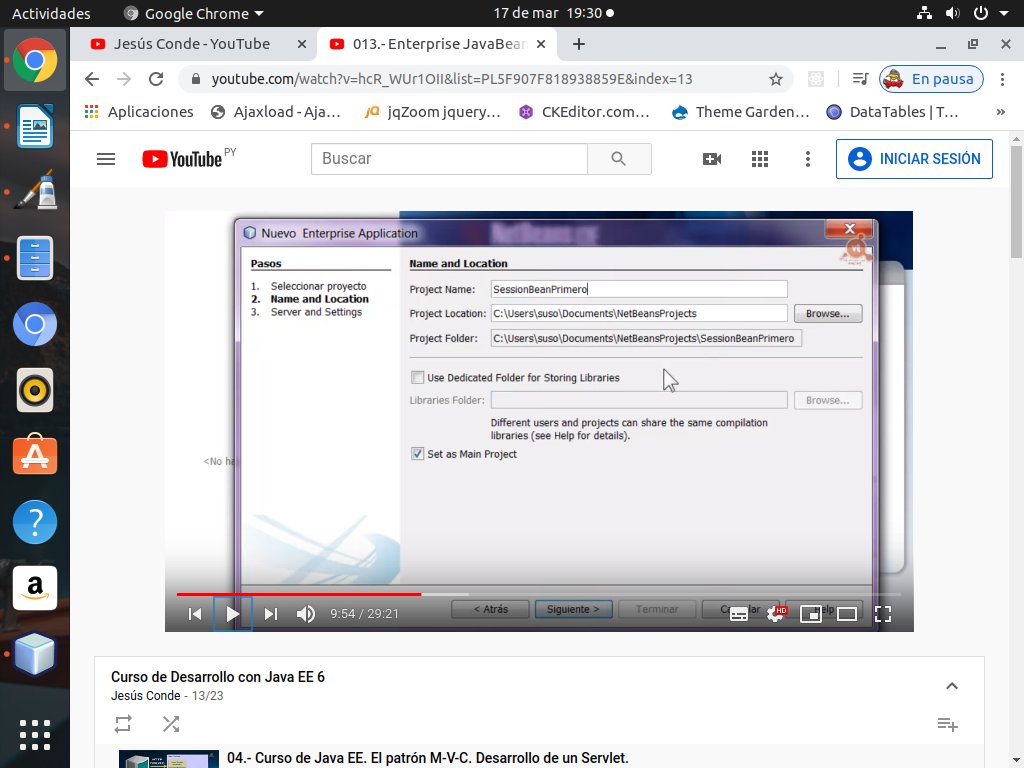 Actividades
Google Chrome
17 de mar 19:30
Jesús Conde - YouTube
013.- Enterprise JavaBean
youtube.com/watch?v=hcR_WUr1OII&list=PL5F907F818938859E&index=13
En pausa
Aplicaciones
Ajaxload - Aja...
jQ
jqZoom jquery...
CKEditor.com...
Theme Garden...
DataTables | T...
»
YouTube PY
Buscar
INICIAR SESIÓN
NetBeans
Nuevo Enterprise Application
Pasos
1. Seleccionar proyecto
2. Name and Location
3. Server and Settings
Name and Location
Project Name: SessionBeanPrimero
Project Location: C:\Users\suso\Documents\NetBeansProjects Browse...
Project Folder: C:\Users\suso\Documents\NetBeansProjects\SessionBeanPrimero
Use Dedicated Folder for Storing Libraries
Libraries Folder: Browse...
Different users and projects can share the same compilation
libraries (see Help for details).
Set as Main Project
<No ha
< Atrás Siguiente > Terminar Help
9:54 / 29:21
HD
Curso de Desarrollo con Java EE 6
Jesús Conde - 13/23
04.- Curso de Java EE. El patrón M-V-C. Desarrollo de un Servlet.